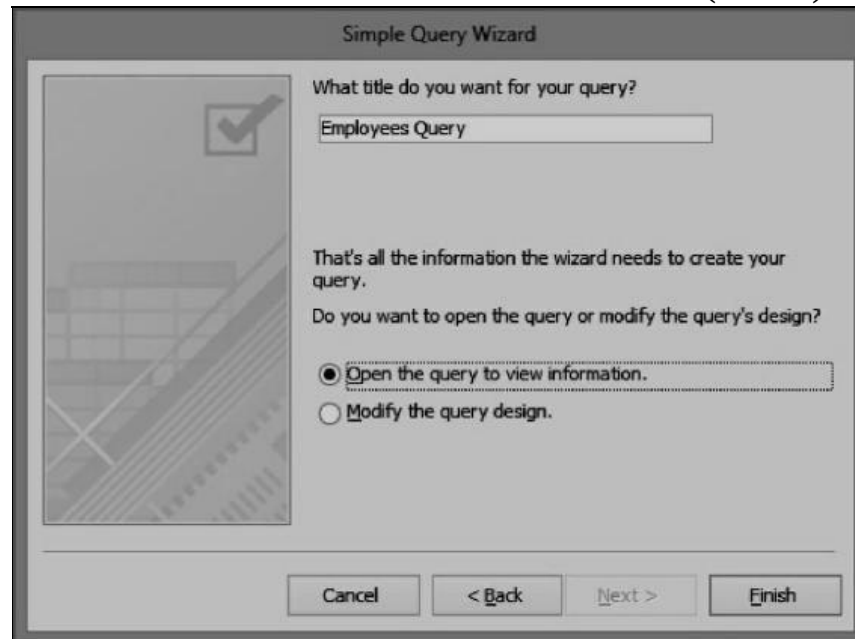 Simple Query Wizard
What title do you want for your query?
Employees Query
That's all the information the wizard needs to create your
query.
Do you want to open the query or modify the query's design?
Open the query to view information.
Modify the query design.
Cancel
< Back
Next >
Finish